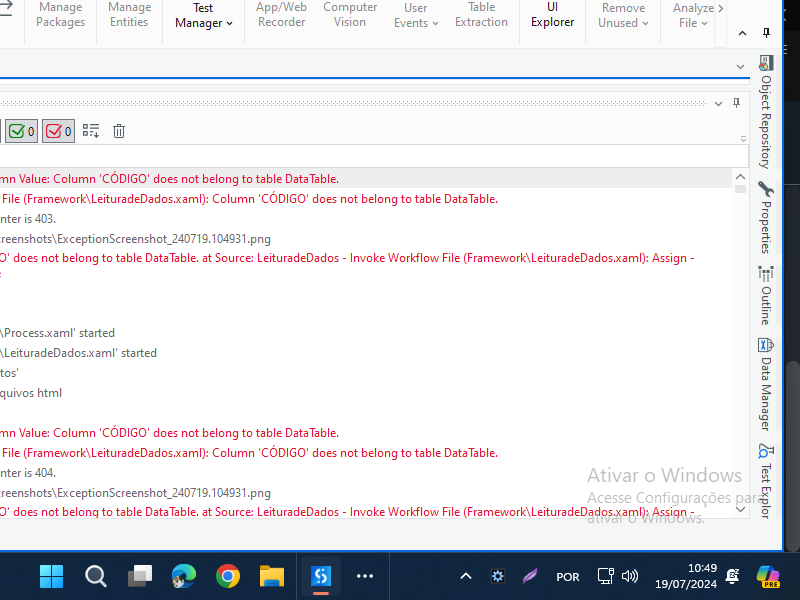 Manage
Packages
Manage
Entities
Test
Manager
App/Web
Recorder
Computer
Vision
User
Events
Table
Extraction
UI
Explorer
Remove
Unused
Analyze
File
0
0
mn Value: Column 'CÓDIGO' does not belong to table DataTable.
File (Framework\LeituradeDados.xaml): Column 'CÓDIGO' does not belong to table DataTable.
nter is 403.
reenshots\ExceptionScreenshot_240719.104931.png
O' does not belong to table DataTable. at Source: LeituradeDados - Invoke Workflow File (Framework\LeituradeDados.xaml): Assign -
\Process.xaml' started
\LeituradeDados.xaml' started
tos'
quivos html
mn Value: Column 'CÓDIGO' does not belong to table DataTable.
File (Framework\LeituradeDados.xaml): Column 'CÓDIGO' does not belong to table DataTable.
nter is 404.
reenshots\ExceptionScreenshot_240719.104931.png
O' does not belong to table DataTable. at Source: LeituradeDados - Invoke Workflow File (Framework\LeituradeDados.xaml): Assign -
Object Repository
Properties
Outline
Data Manager
Test Explor
Ativar o Windows
Acesse Configurações para
ativar o Windows.
POR
10:49
19/07/2024
PRE